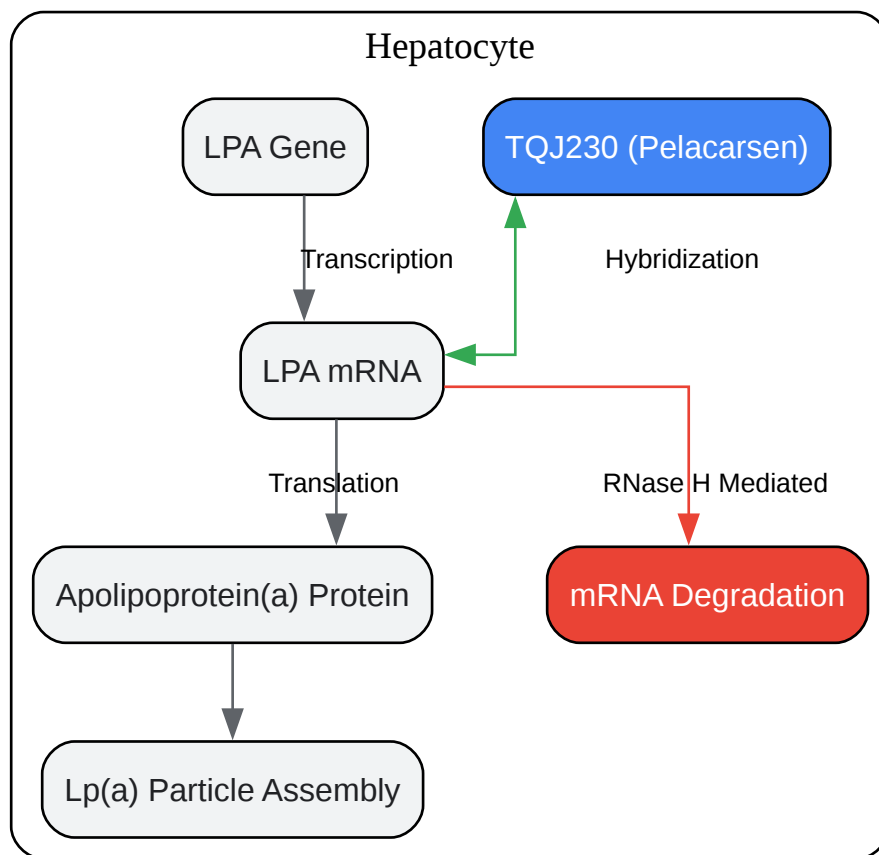 Hepatocyte
LPA Gene
TQJ230 (Pelacarsen)
Transcription
Hybridization
LPA mRNA
Translation
RNase H Mediated
Apolipoprotein(a) Protein
mRNA Degradation
Lp(a) Particle Assembly